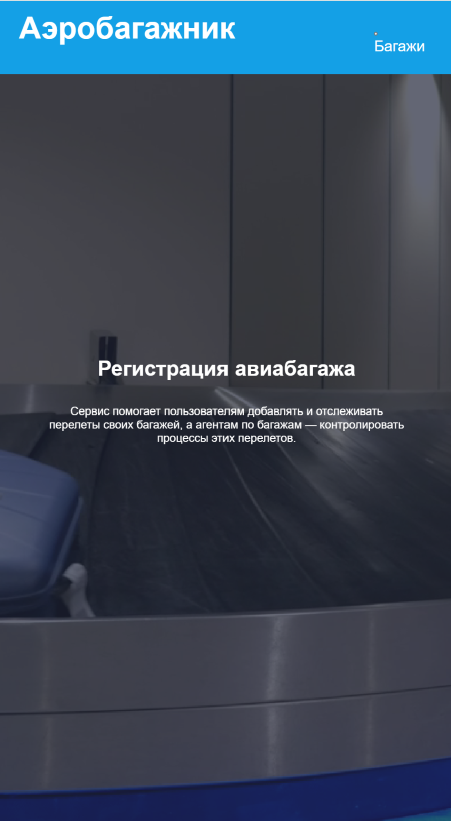 Аэробагажник
Багажи
Регистрация авиабагажа
Сервис помогает пользователям добавлять и отслеживать
перелеты своих багажей, а агентам по багажам — контролировать
процессы этих перелетов.